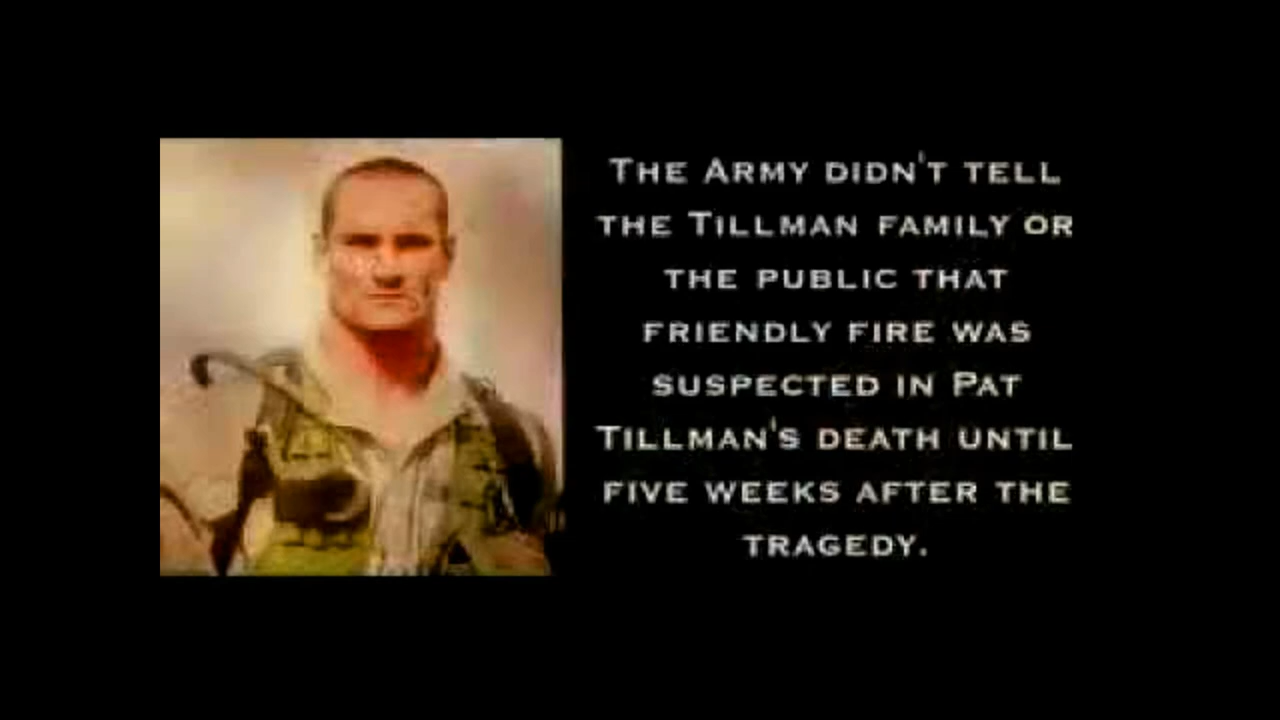 The Army didn't tell
the Tillman family or
the public that
friendly fire was
suspected in Pat
Tillman's death until
five weeks after the
tragedy.